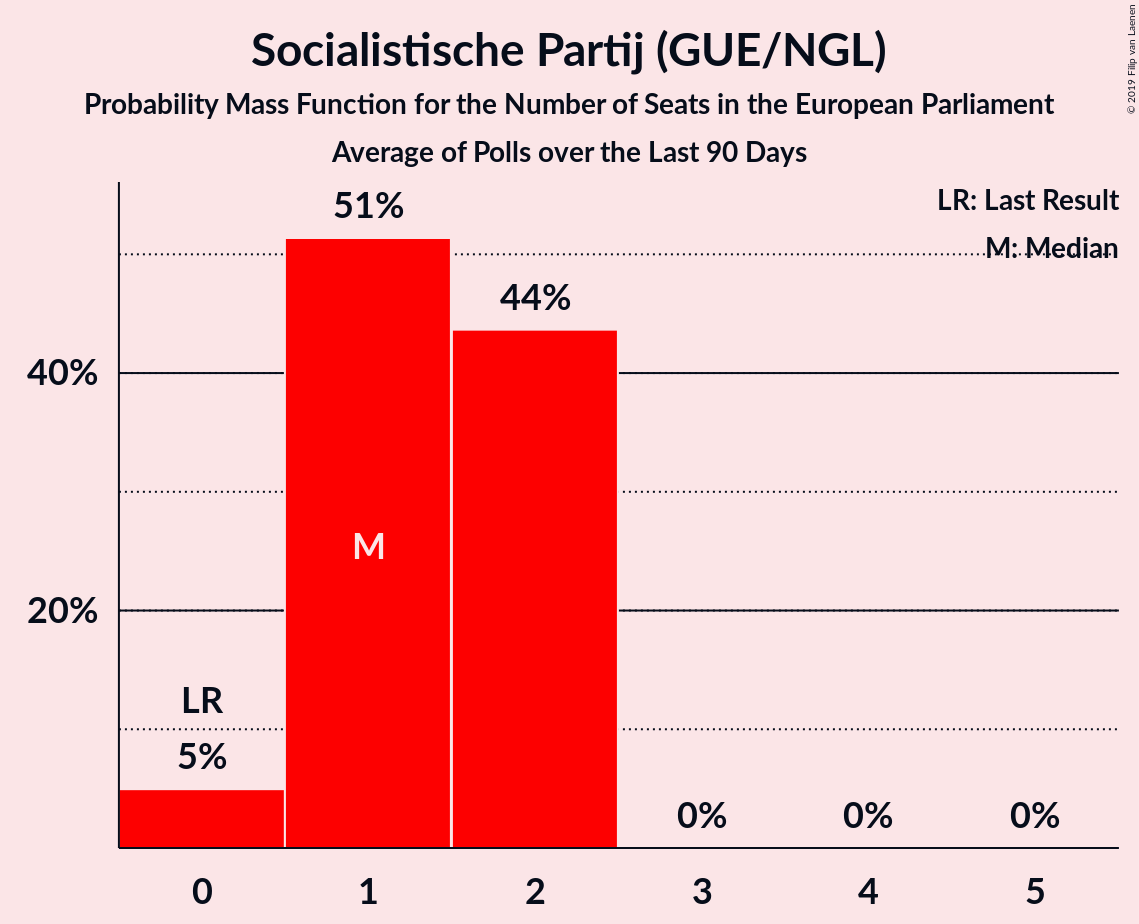 Socialistische Partij (GUE/NGL)
Probability Mass Function for the Number of Seats in the European Parliament
Average of Polls over the Last 90 Days
© 2019 Filip van Laenen
LR: Last Result
M: Median
51%
44%
40%
M
20%
LR
5%
0%
0%
0%
0
1
2
3
4
5